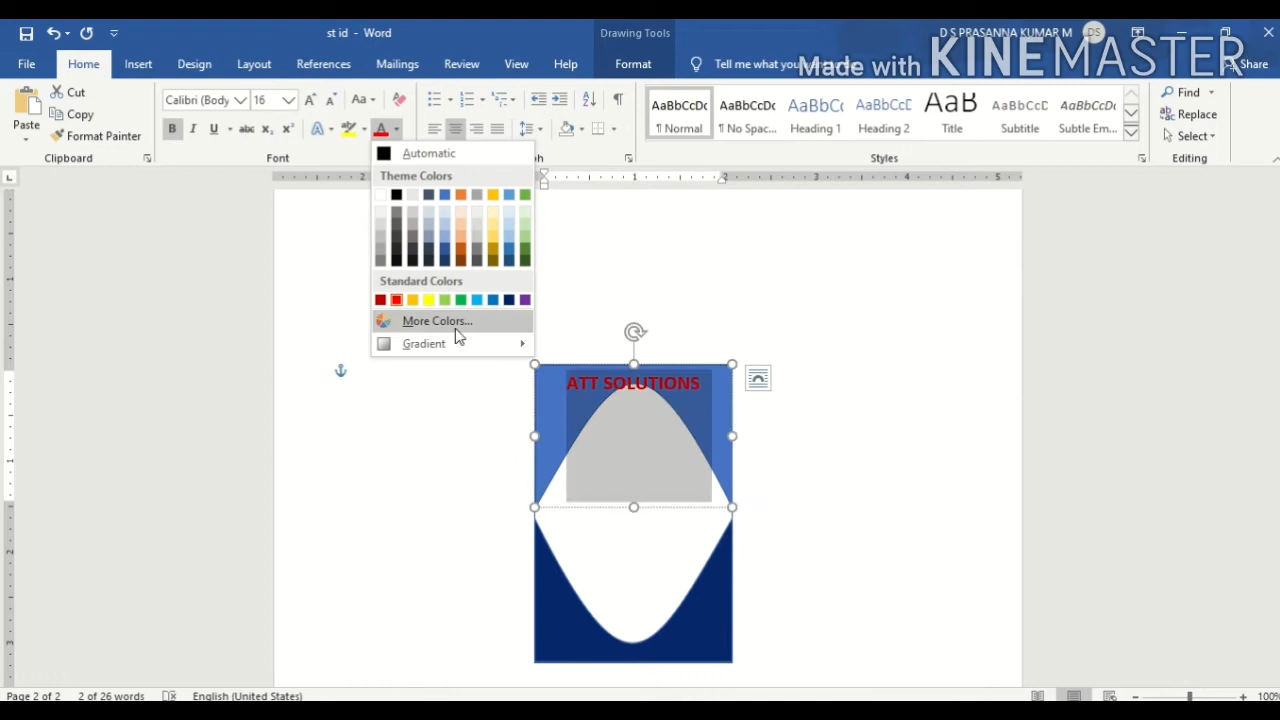 st id - Word
Drawing Tools
D S PRASANNA KUMAR M
DS
Made with KINEMASTER
File Home Insert Design Layout References Mailings Review View Help Format Tell me what you Share
Paste
Cut
Copy
Format Painter
Clipboard
Calibri (Body 16
Font
Styles
AaBbCcDc ¶ Normal
AaBbCcDc ¶ No Spac...
AaBbCc Heading 1
AaBbCcD Heading 2
AaB Title
AaBbCcD Subtitle
AaBbCcDc Subtle Em...
Find
Replace
Select
Editing
Automatic
Theme Colors
Standard Colors
More Colors...
Gradient
ATT SOLUTIONS
Page 2 of 2 2 of 26 words English (United States) 100%